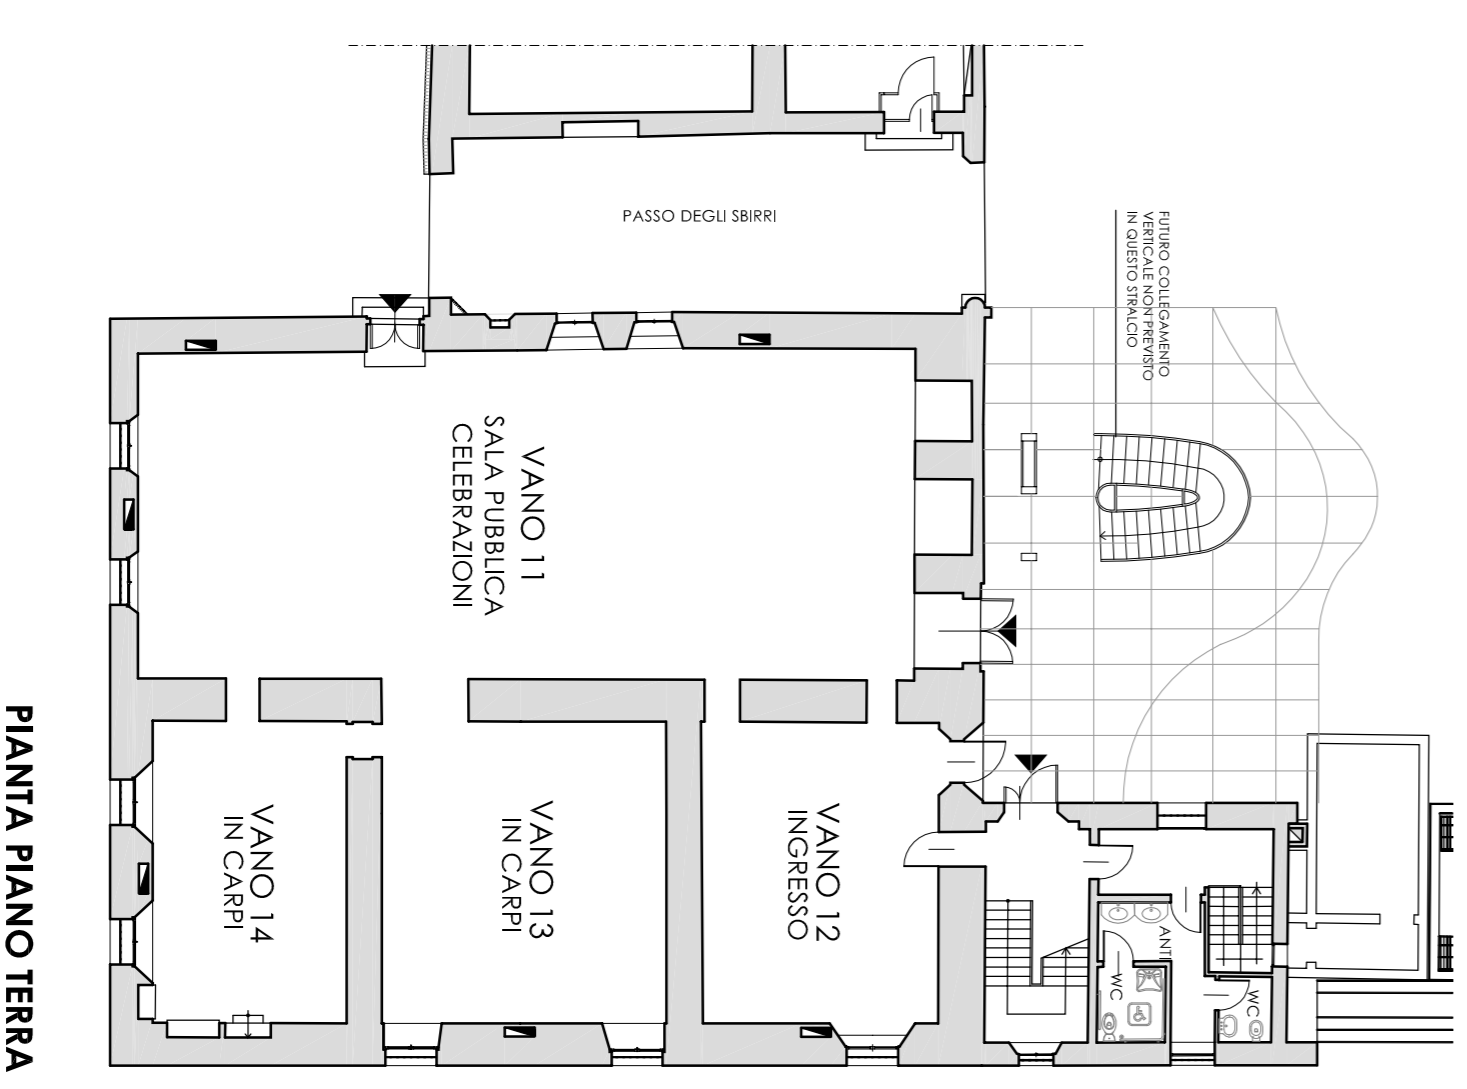 PASSO DEGLI SBIRRI
FUTURO COLLEGAMENTO
VERTICALE NON PREVISTO
IN QUESTO STRALCIO
VANO 11
SALA PUBBLICA
CELEBRAZIONI
VANO 14
IN CARPI
VANO 13
IN CARPI
VANO 12
INGRESSO
ANTI
WC
WC
PIANTA PIANO TERRA